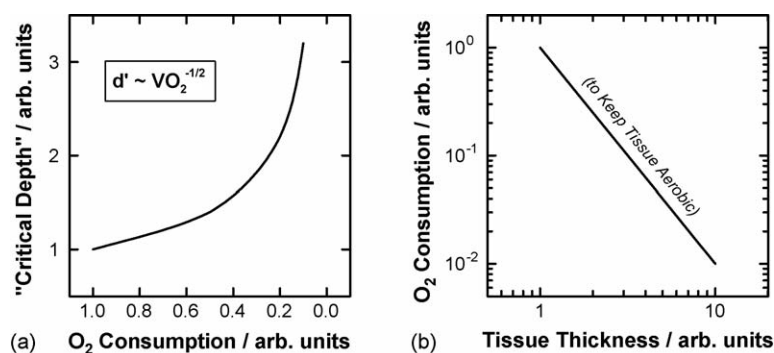 "Critical Depth" / arb. units
3
2
1
d' ~ VO₂⁻¹/²
1.0 0.8 0.6 0.4 0.2 0.0
(a) O₂ Consumption / arb. units
O₂ Consumption / arb. units
10⁰
10⁻¹
10⁻²
(to Keep Tissue Aerobic)
1 10
(b) Tissue Thickness / arb. units